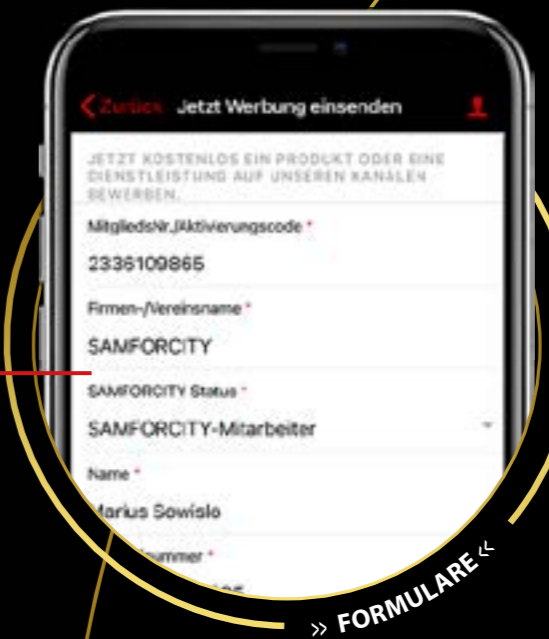 Zurück Jetzt Werbung einsenden
JETZT KOSTENLOS EIN PRODUKT ODER EINE
DIENSTLEISTUNG AUF UNSEREN KANÄLEN
BEWERBEN.
MitgliedsNr./Aktivierungscode *
2336109865
Firmen-/Vereinsname *
SAMFORCITY
SAMFORCITY Status *
SAMFORCITY-Mitarbeiter
Name *
Marius Sowislo
» FORMULARE «